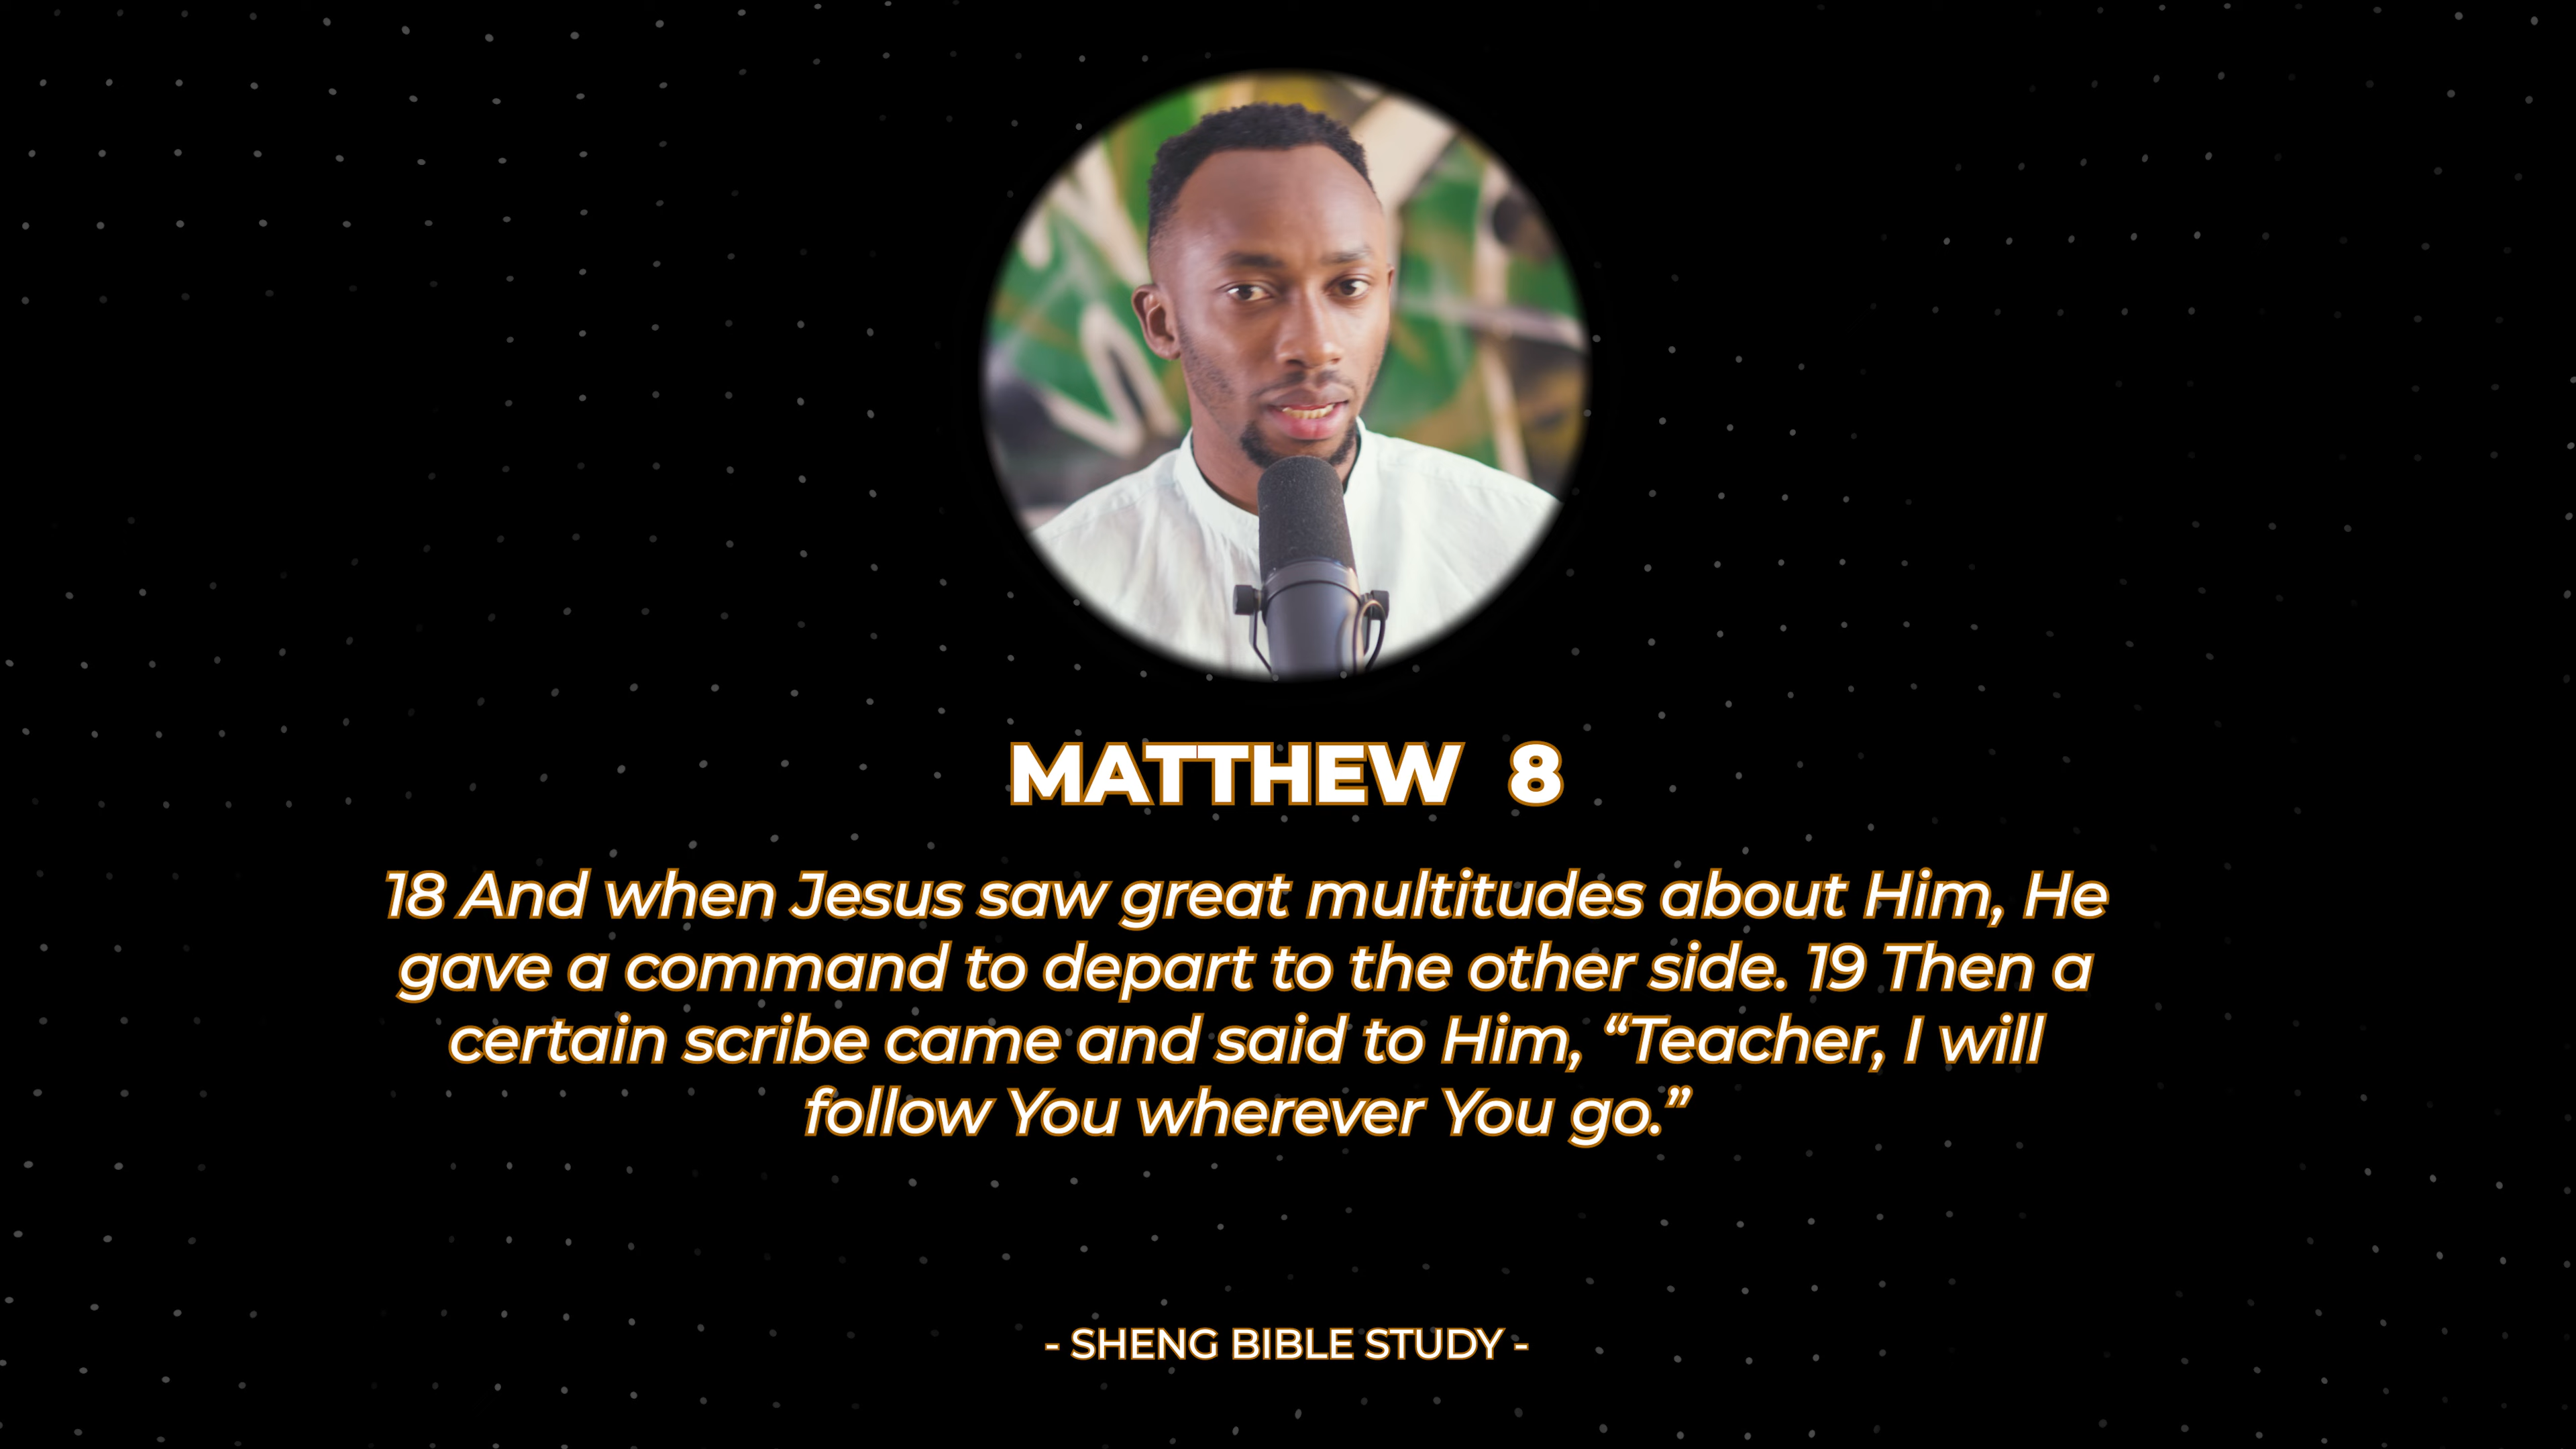 MATTHEW 8
18 And when Jesus saw great multitudes about Him, He
gave a command to depart to the other side. 19 Then a
certain scribe came and said to Him, “Teacher, I will
follow You wherever You go.”
- SHENG BIBLE STUDY -